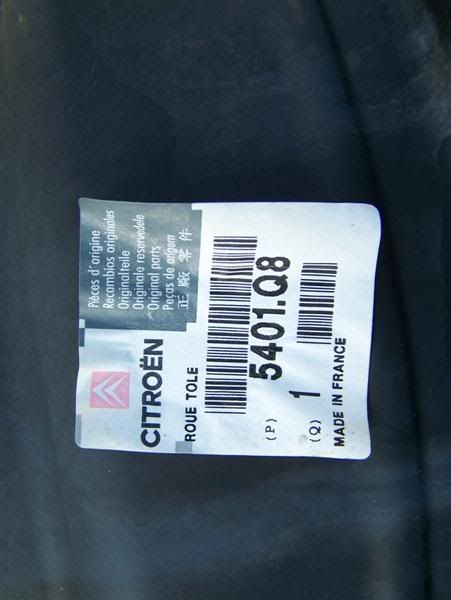 Pièces d'origine
Recambios originales
Originalteile
Originale reservedele
Original parts
Peças de origem
正廠零件
CITROËN
ROUE TOLE
(P) 5401.Q8
(Q) 1
MADE IN FRANCE